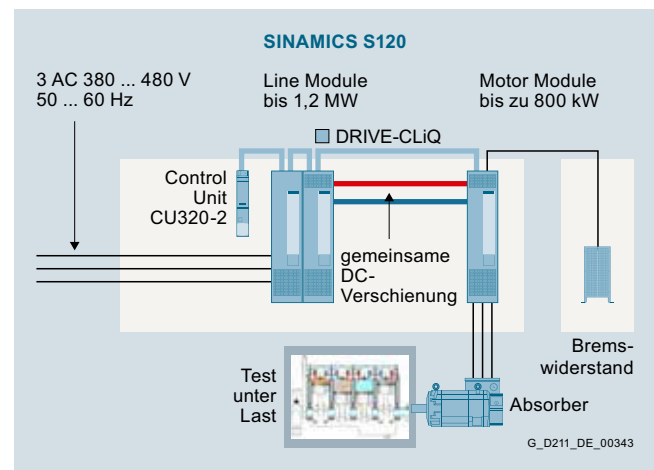 SINAMICS S120
3 AC 380 ... 480 V
50 ... 60 Hz
Line Module
bis 1,2 MW
Motor Module
bis zu 800 kW
DRIVE-CLiQ
Control
Unit
CU320-2
gemeinsame
DC-
Verschienung
Brems-
widerstand
Test
unter
Last
Absorber
G_D211_DE_00343